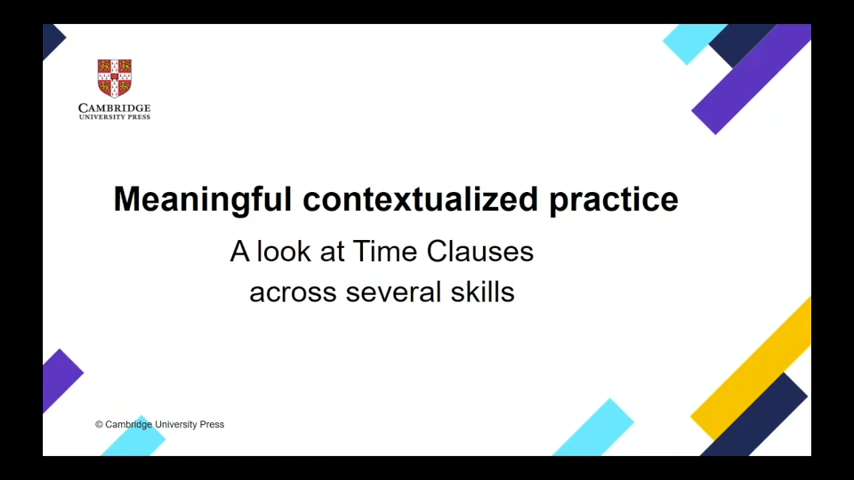 CAMBRIDGE
UNIVERSITY PRESS
Meaningful contextualized practice
A look at Time Clauses
across several skills
© Cambridge University Press